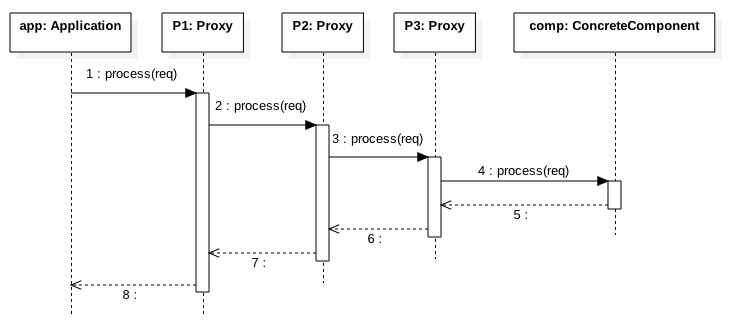 app: Application
P1: Proxy
P2: Proxy
P3: Proxy
comp: ConcreteComponent
1 : process(req)
2 : process(req)
3 : process(req)
4 : process(req)
5 :
6 :
7 :
8 :